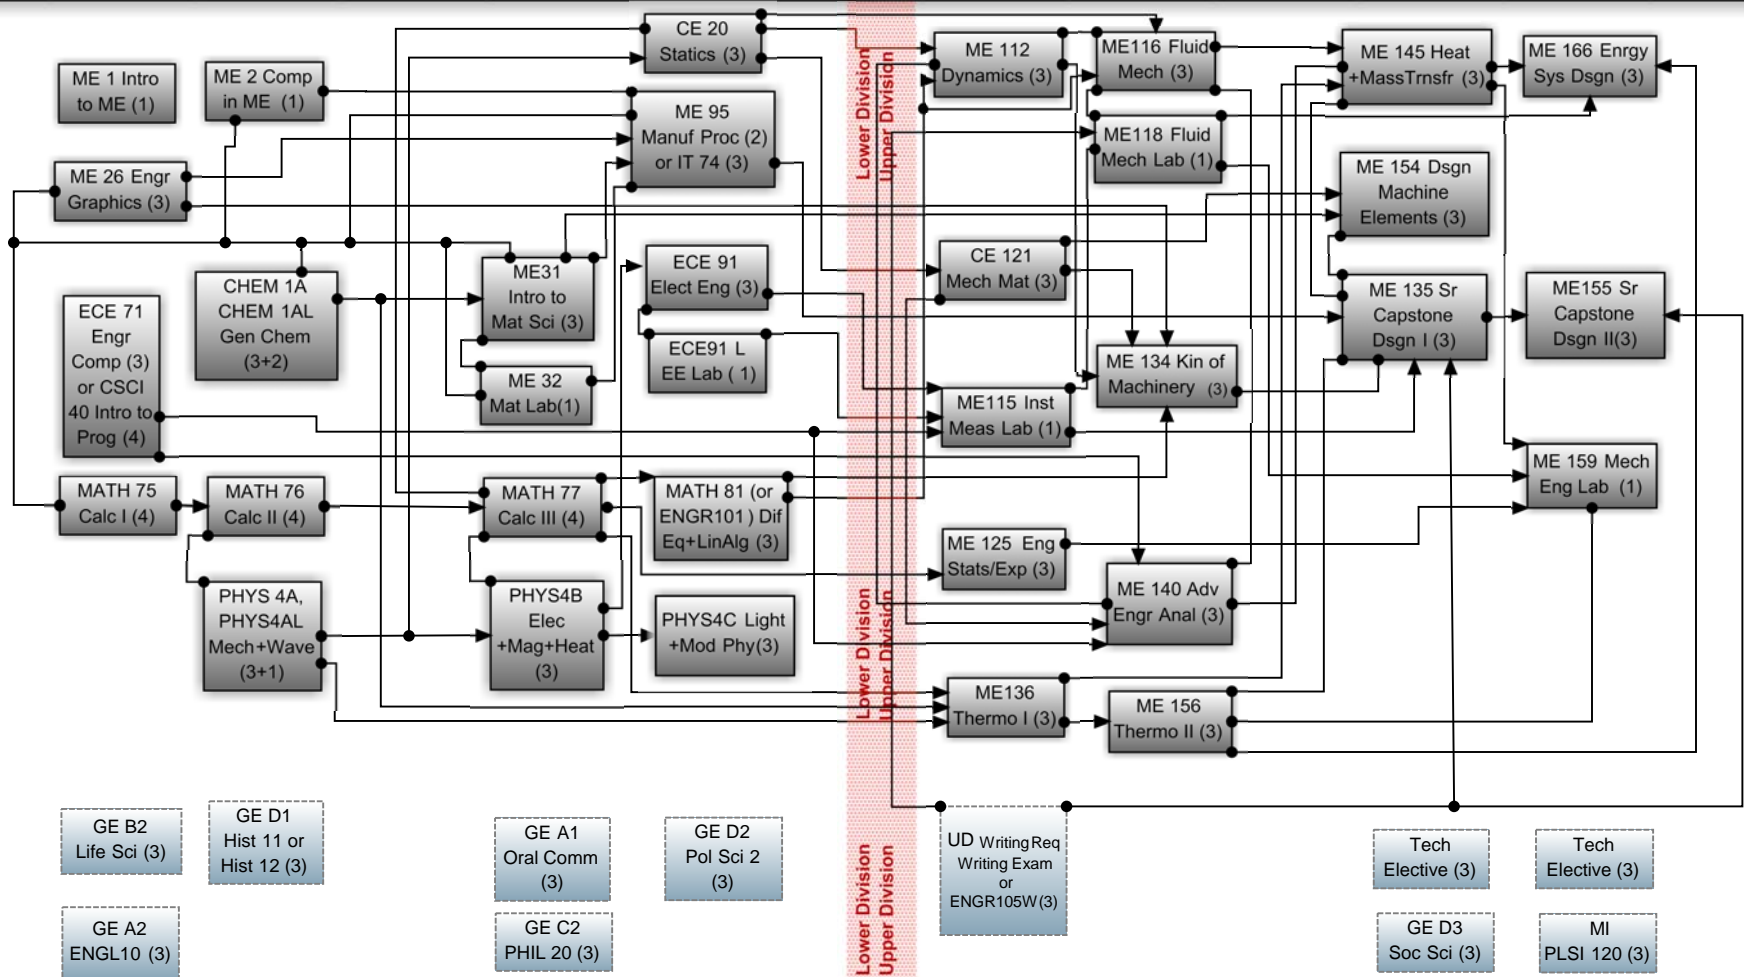 ME 1 Intro
to ME (1)
ME 2 Comp
in ME (1)
ME 26 Engr
Graphics (3)
CHEM 1A
CHEM 1AL
Gen Chem
(3+2)
ECE 71
Engr
Comp (3)
or CSCI
40 Intro to
Prog (4)
MATH 75
Calc I (4)
MATH 76
Calc II (4)
PHYS 4A,
PHYS4AL
Mech+Wave
(3+1)
GE B2
Life Sci (3)
GE D1
Hist 11 or
Hist 12 (3)
GE A2
ENGL10 (3)
CE 20
Statics (3)
ME 95
Manuf Proc (2)
or IT 74 (3)
ME31
Intro to
Mat Sci (3)
ME 32
Mat Lab(1)
ECE 91
Elect Eng (3)
ECE91 L
EE Lab ( 1)
MATH 77
Calc III (4)
MATH 81 (or
ENGR101 ) Dif
Eq+LinAlg (3)
PHYS4B
Elec
+Mag+Heat
(3)
PHYS4C Light
+Mod Phy(3)
GE A1
Oral Comm
(3)
GE D2
Pol Sci 2
(3)
GE C2
PHIL 20 (3)
Lower Division
Upper Division
Lower Division
Upper Division
Lower Division
Upper Division
Lower Division
Upper Division
ME 112
Dynamics (3)
ME116 Fluid
Mech (3)
ME118 Fluid
Mech Lab (1)
CE 121
Mech Mat (3)
ME 134 Kin of
Machinery (3)
ME115 Inst
Meas Lab (1)
ME 125 Eng
Stats/Exp (3)
ME 140 Adv
Engr Anal (3)
ME136
Thermo I (3)
ME 156
Thermo II (3)
UD Writing Req
Writing Exam
or
ENGR105W(3)
ME 145 Heat
+MassTrnsfr (3)
ME 166 Enrgy
Sys Dsgn (3)
ME 154 Dsgn
Machine
Elements (3)
ME 135 Sr
Capstone
Dsgn I (3)
ME155 Sr
Capstone
Dsgn II(3)
ME 159 Mech
Eng Lab (1)
Tech
Elective (3)
Tech
Elective (3)
GE D3
Soc Sci (3)
MI
PLSI 120 (3)